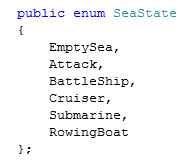 public enum SeaState
{
EmptySea,
Attack,
BattleShip,
Cruiser,
Submarine,
RowingBoat
};